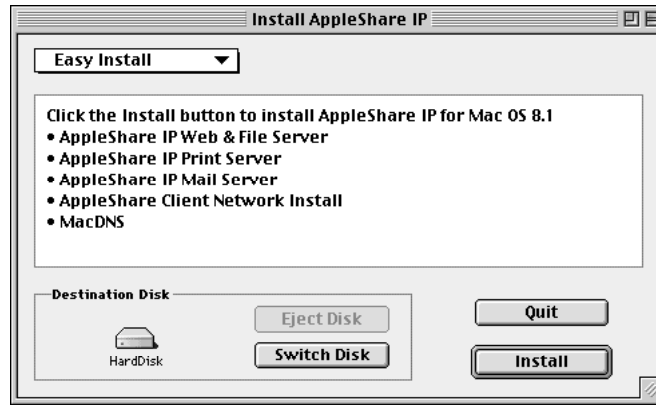 Install AppleShare IP
Easy Install
Click the Install button to install AppleShare IP for Mac OS 8.1
• AppleShare IP Web & File Server
• AppleShare IP Print Server
• AppleShare IP Mail Server
• AppleShare Client Network Install
• MacDNS
Destination Disk
Eject Disk
Quit
HardDisk
Switch Disk
Install